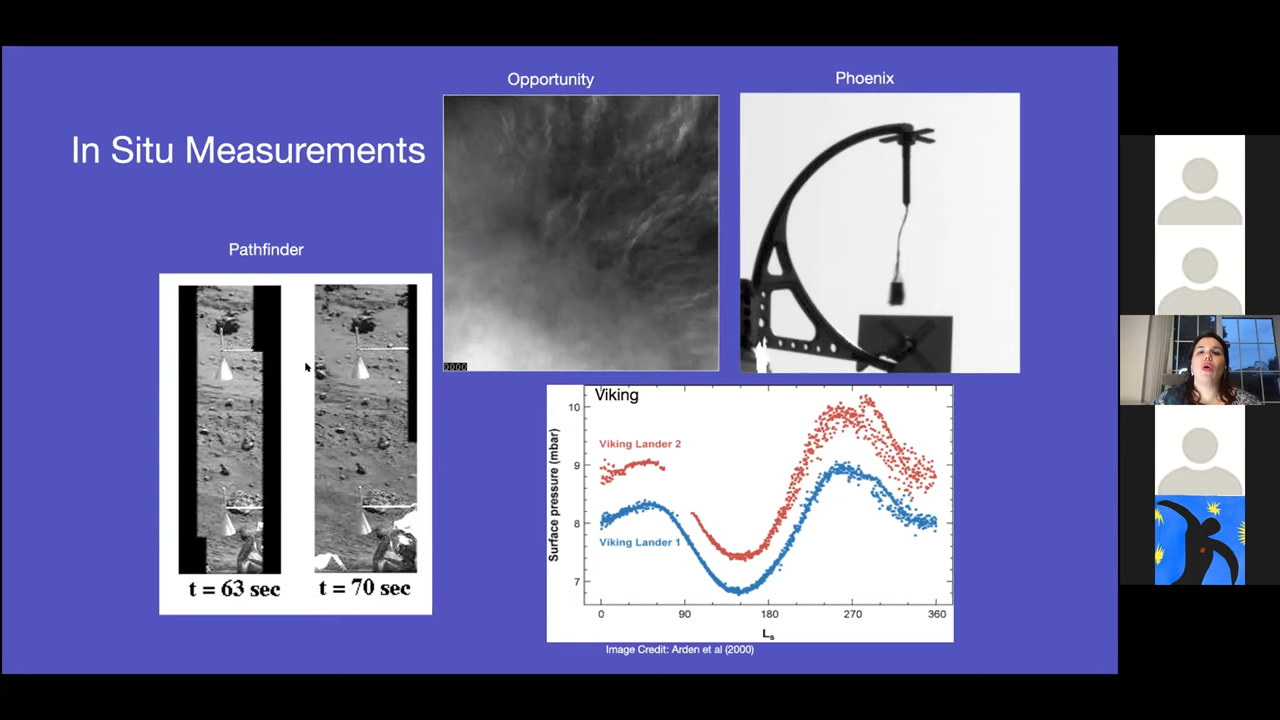 Opportunity
Phoenix
In Situ Measurements
Pathfinder
t = 63 sec
t = 70 sec
0000
Viking
10
9
8
7
Surface pressure (mbar)
Viking Lander 2
Viking Lander 1
0
90
180
270
360
Ls
Image Credit: Arden et al (2000)